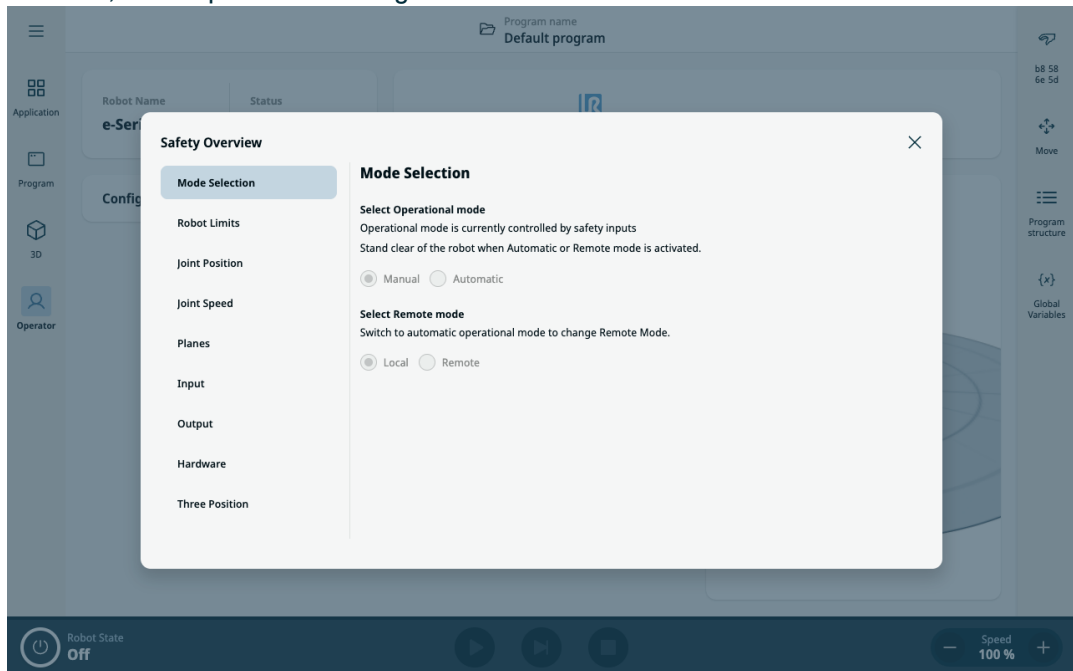 Program name
Default program
b8 58
6e 5d
Application
Robot Name
Status
e-Seri
Move
Program
Config
Program
structure
3D
Global
Variables
Operator
Safety Overview
Mode Selection
Robot Limits
Joint Position
Joint Speed
Planes
Input
Output
Hardware
Three Position
Mode Selection
Select Operational mode
Operational mode is currently controlled by safety inputs
Stand clear of the robot when Automatic or Remote mode is activated.
Manual Automatic
Select Remote mode
Switch to automatic operational mode to change Remote Mode.
Local Remote
Robot State
Off
Speed
100 %